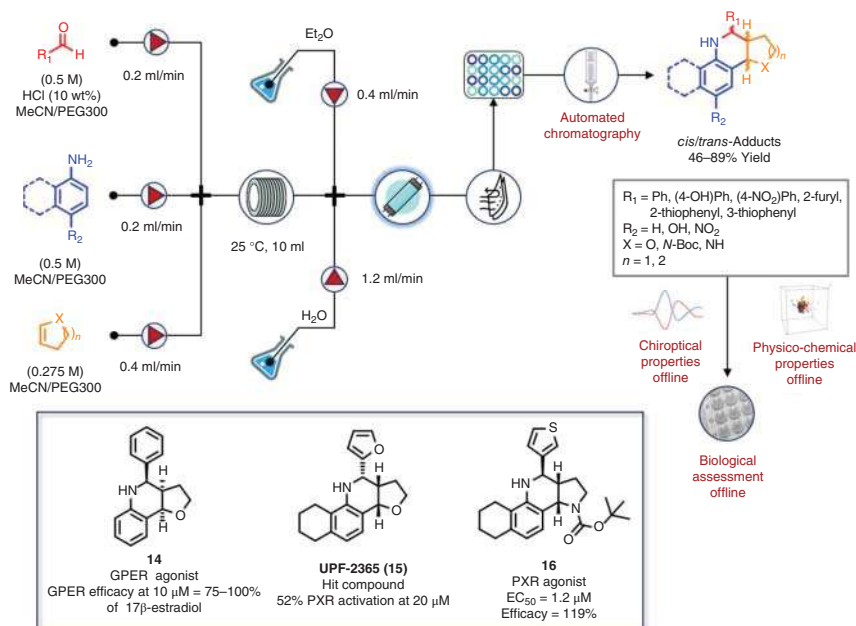 O
R1
H
(0.5 M)
HCl (10 wt%)
MeCN/PEG300
0.2 ml/min
NH2
R2
(0.5 M)
MeCN/PEG300
0.2 ml/min
X
)n
(0.275 M)
MeCN/PEG300
0.4 ml/min
25 °C, 10 ml
Et2O
0.4 ml/min
1.2 ml/min
H2O
Automated
chromatography
R1
H
HN
)n
X
H
R2
cis/trans-Adducts
46–89% Yield
R1 = Ph, (4-OH)Ph, (4-NO2)Ph, 2-furyl,
2-thiophenyl, 3-thiophenyl
R2 = H, OH, NO2
X = O, N-Boc, NH
n = 1, 2
Chiroptical
properties
offline
Physico-chemical
properties
offline
Biological
assessment
offline
H
HN
O
H
14
GPER agonist
GPER efficacy at 10 μM = 75–100%
of 17β-estradiol
O
H
HN
O
H
UPF-2365 (15)
Hit compound
52% PXR activation at 20 μM
S
H
HN
N
H
O
O
16
PXR agonist
EC50 = 1.2 μM
Efficacy = 119%